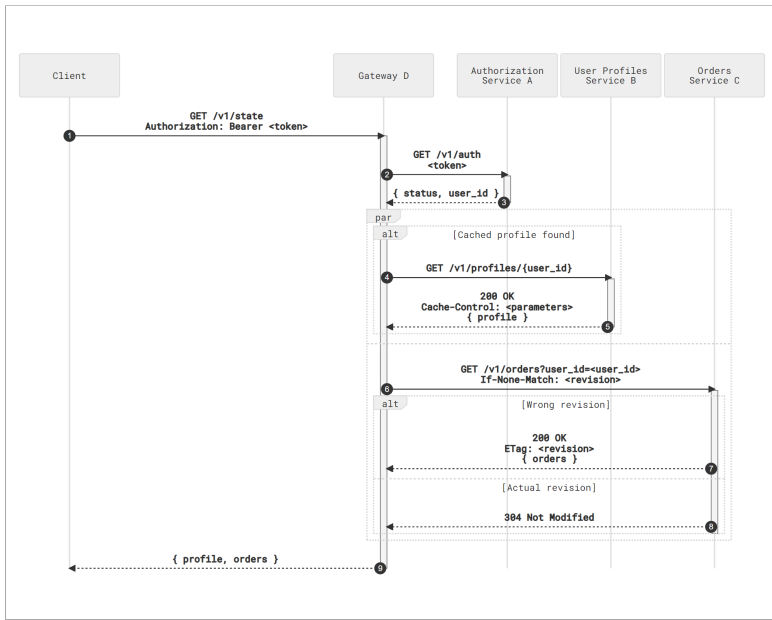 Client
Gateway D
Authorization
Service A
User Profiles
Service B
Orders
Service C
GET /v1/state
Authorization: Bearer <token>
1
GET /v1/auth
<token>
2
{ status, user_id }
3
par
alt
[Cached profile found]
GET /v1/profiles/{user_id}
4
200 OK
Cache-Control: <parameters>
{ profile }
5
GET /v1/orders?user_id=<user_id>
If-None-Match: <revision>
6
alt
[Wrong revision]
200 OK
ETag: <revision>
{ orders }
7
[Actual revision]
304 Not Modified
8
{ profile, orders }
9